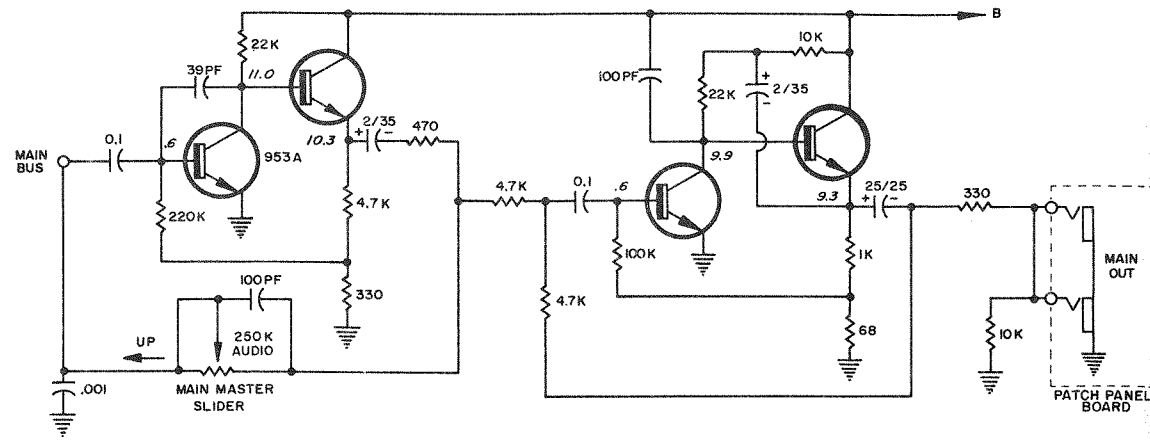 B
22K
10K
39PF
11.0
100PF
22K
+
2/35
-
0.1
.6
10.3
+ 2/35 -
470
MAIN
BUS
953A
9.9
4.7K
0.1
.6
9.3
25/25
+ -
330
220K
4.7K
100K
1K
MAIN
OUT
100PF
330
4.7K
UP
250K
AUDIO
68
10K
.001
MAIN MASTER
SLIDER
PATCH PANEL
BOARD